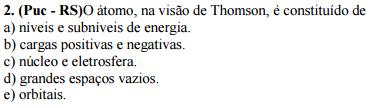 2. (Puc - RS)O átomo, na visão de Thomson, é constituído de
a) níveis e subníveis de energia.
b) cargas positivas e negativas.
c) núcleo e eletrosfera.
d) grandes espaços vazios.
e) orbitais.